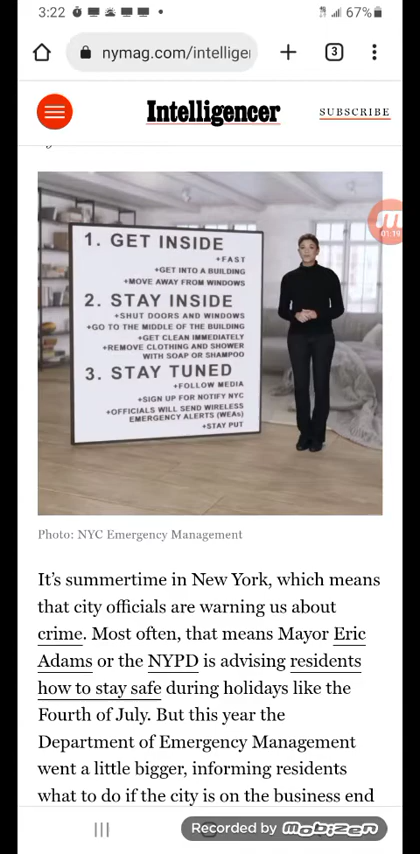 3:22
67%
nymag.com/intelliger
3
Intelligencer
SUBSCRIBE
01:19
1. GET INSIDE
+FAST
+GET INTO A BUILDING
+MOVE AWAY FROM WINDOWS
2. STAY INSIDE
+SHUT DOORS AND WINDOWS
+GO TO THE MIDDLE OF THE BUILDING
+GET CLEAN IMMEDIATELY
+REMOVE CLOTHING AND SHOWER
WITH SOAP OR SHAMPOO
3. STAY TUNED
+FOLLOW MEDIA
+SIGN UP FOR NOTIFY NYC
+OFFICIALS WILL SEND WIRELESS
EMERGENCY ALERTS (WEAs)
+STAY PUT
Photo: NYC Emergency Management
It's summertime in New York, which means
that city officials are warning us about
crime. Most often, that means Mayor Eric
Adams or the NYPD is advising residents
how to stay safe during holidays like the
Fourth of July. But this year the
Department of Emergency Management
went a little bigger, informing residents
what to do if the city is on the business end
Recorded by mobizen